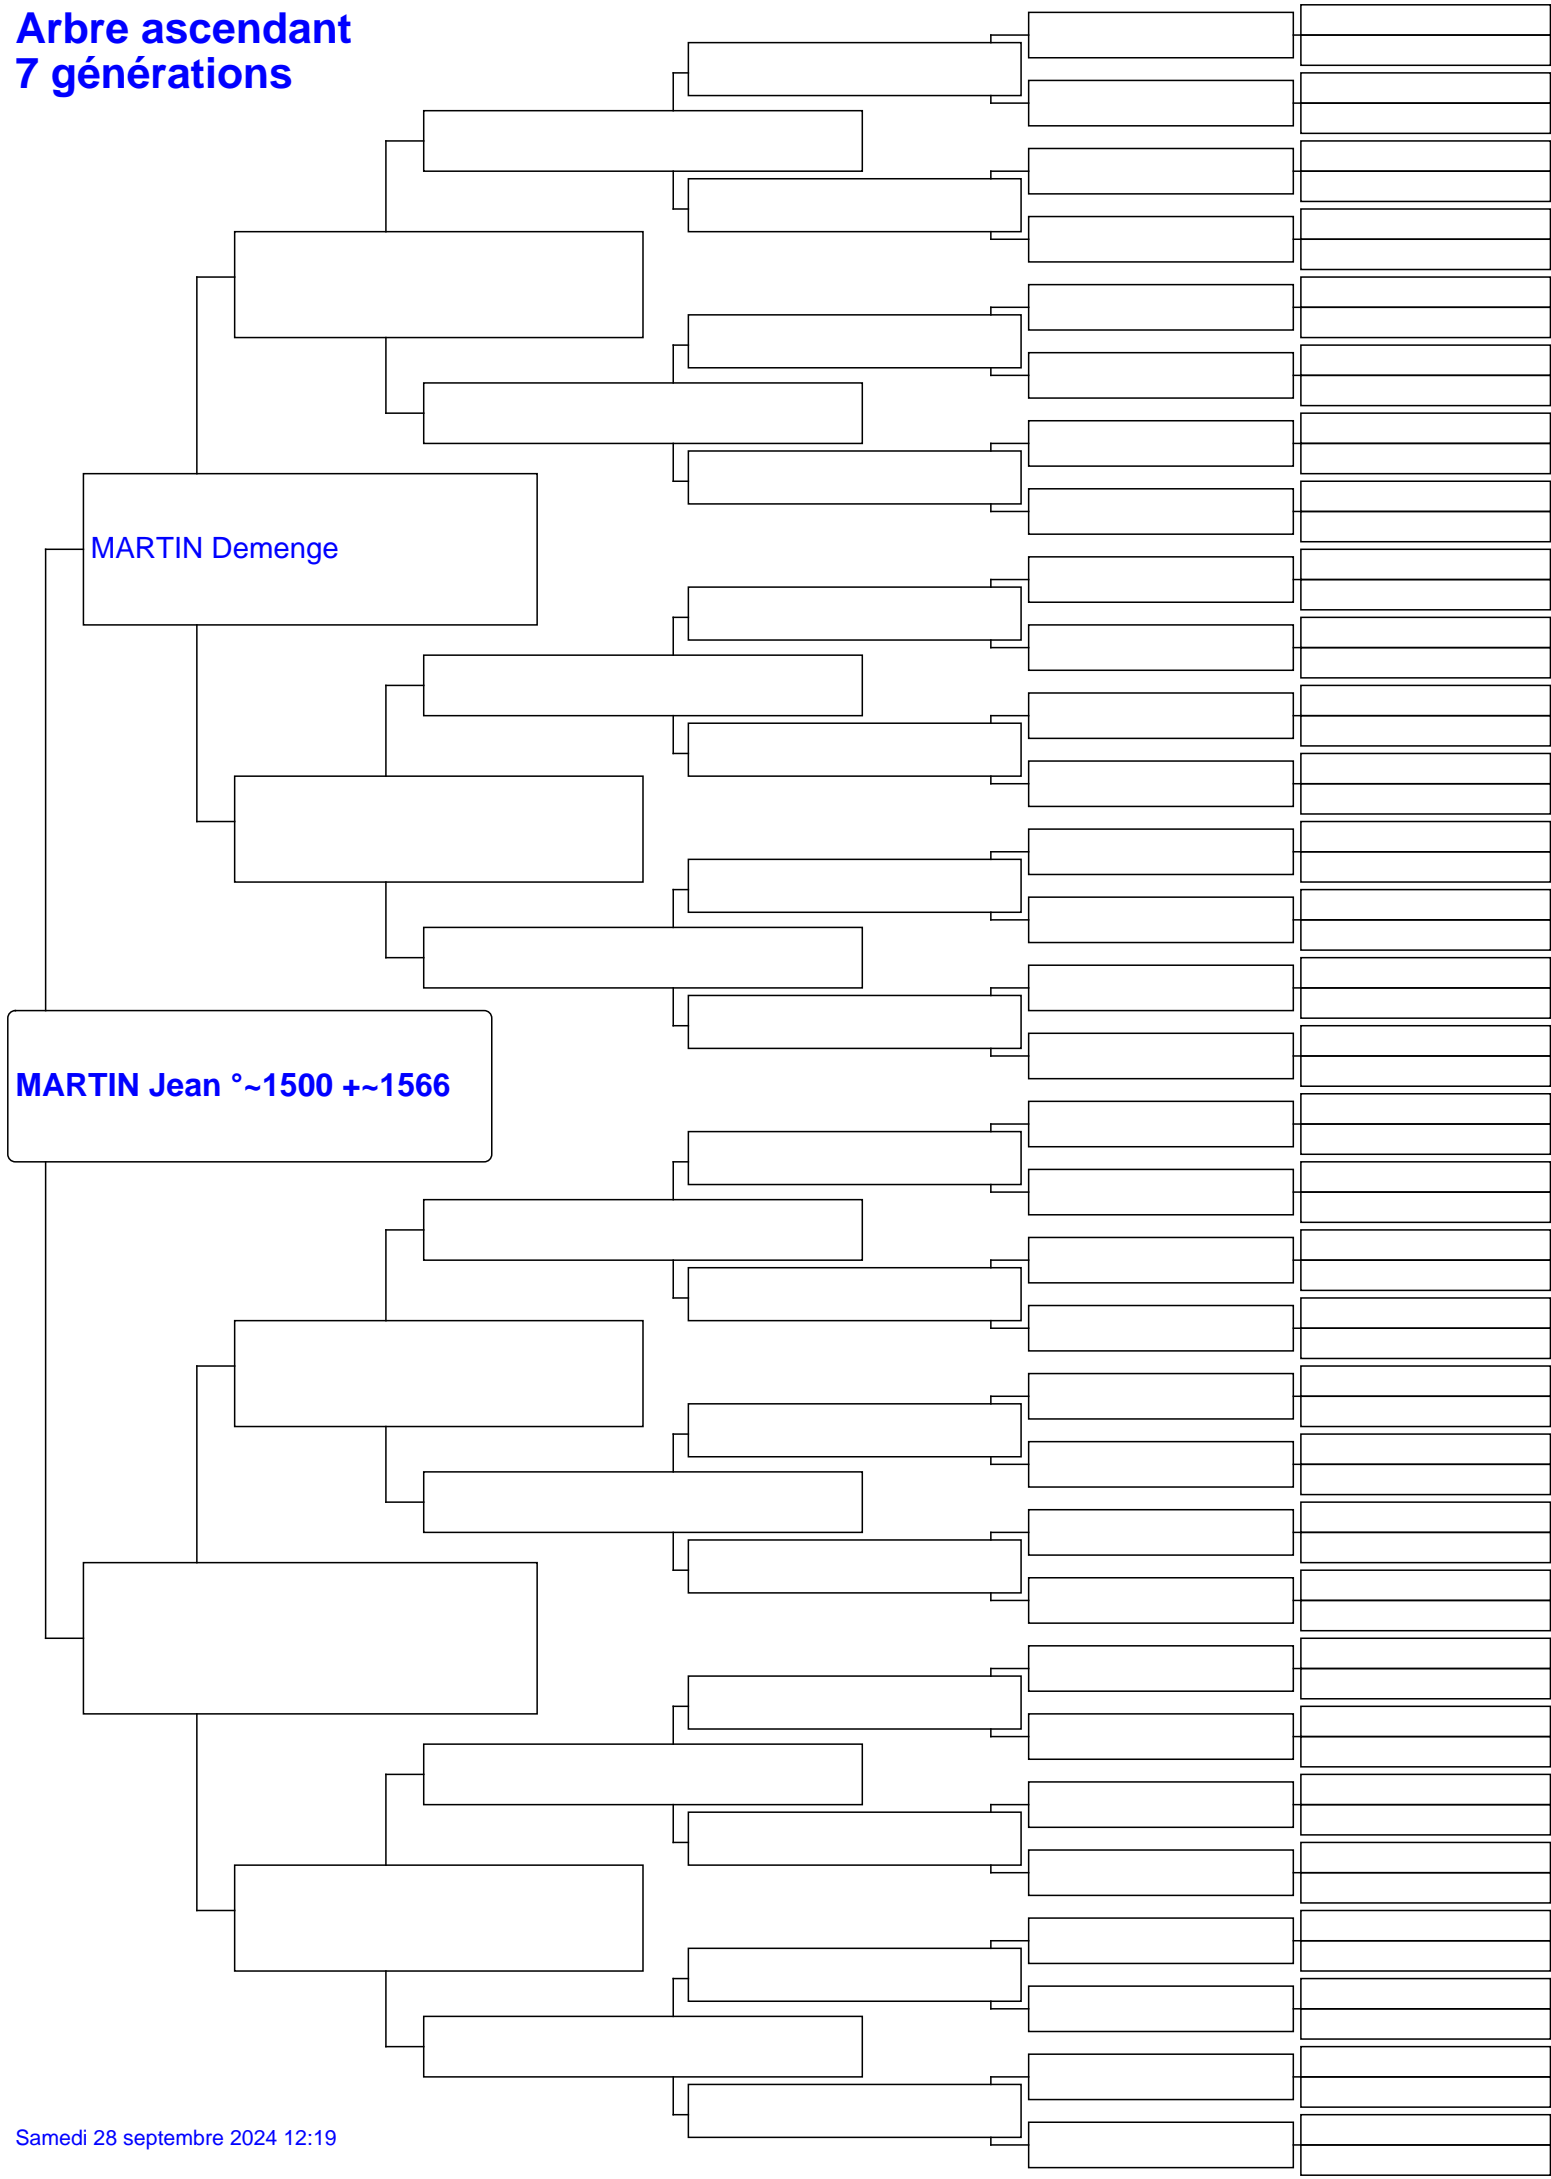 Arbre ascendant
7 générations
MARTIN Demenge
MARTIN Jean °~1500 +~1566
Samedi 28 septembre 2024 12:19